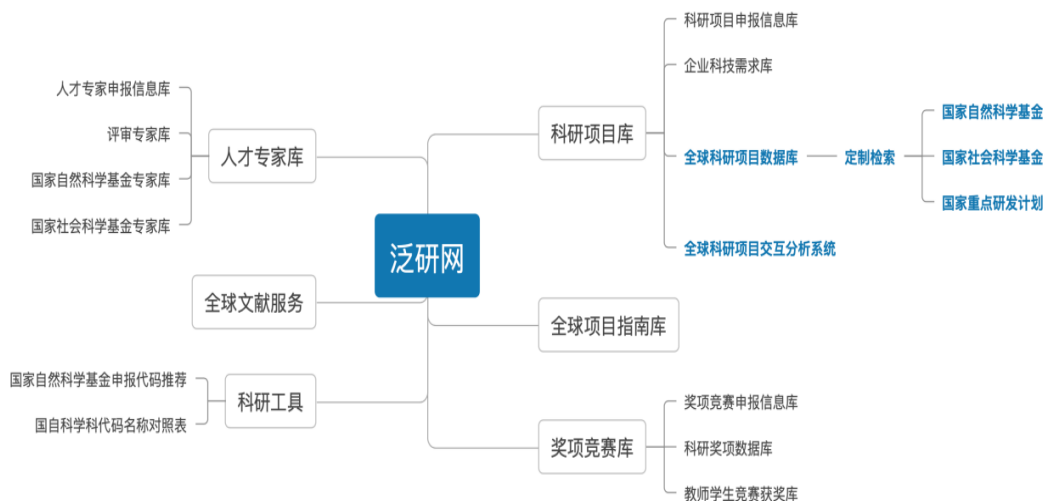 泛研网
科研项目库
科研项目申报信息库
企业科技需求库
全球科研项目数据库
定制检索
国家自然科学基金
国家社会科学基金
国家重点研发计划
全球科研项目交互分析系统
全球项目指南库
奖项竞赛库
奖项竞赛申报信息库
科研奖项数据库
教师学生竞赛获奖库
人才专家库
人才专家申报信息库
评审专家库
国家自然科学基金专家库
国家社会科学基金专家库
全球文献服务
科研工具
国家自然科学基金申报代码推荐
国自科学科代码名称对照表